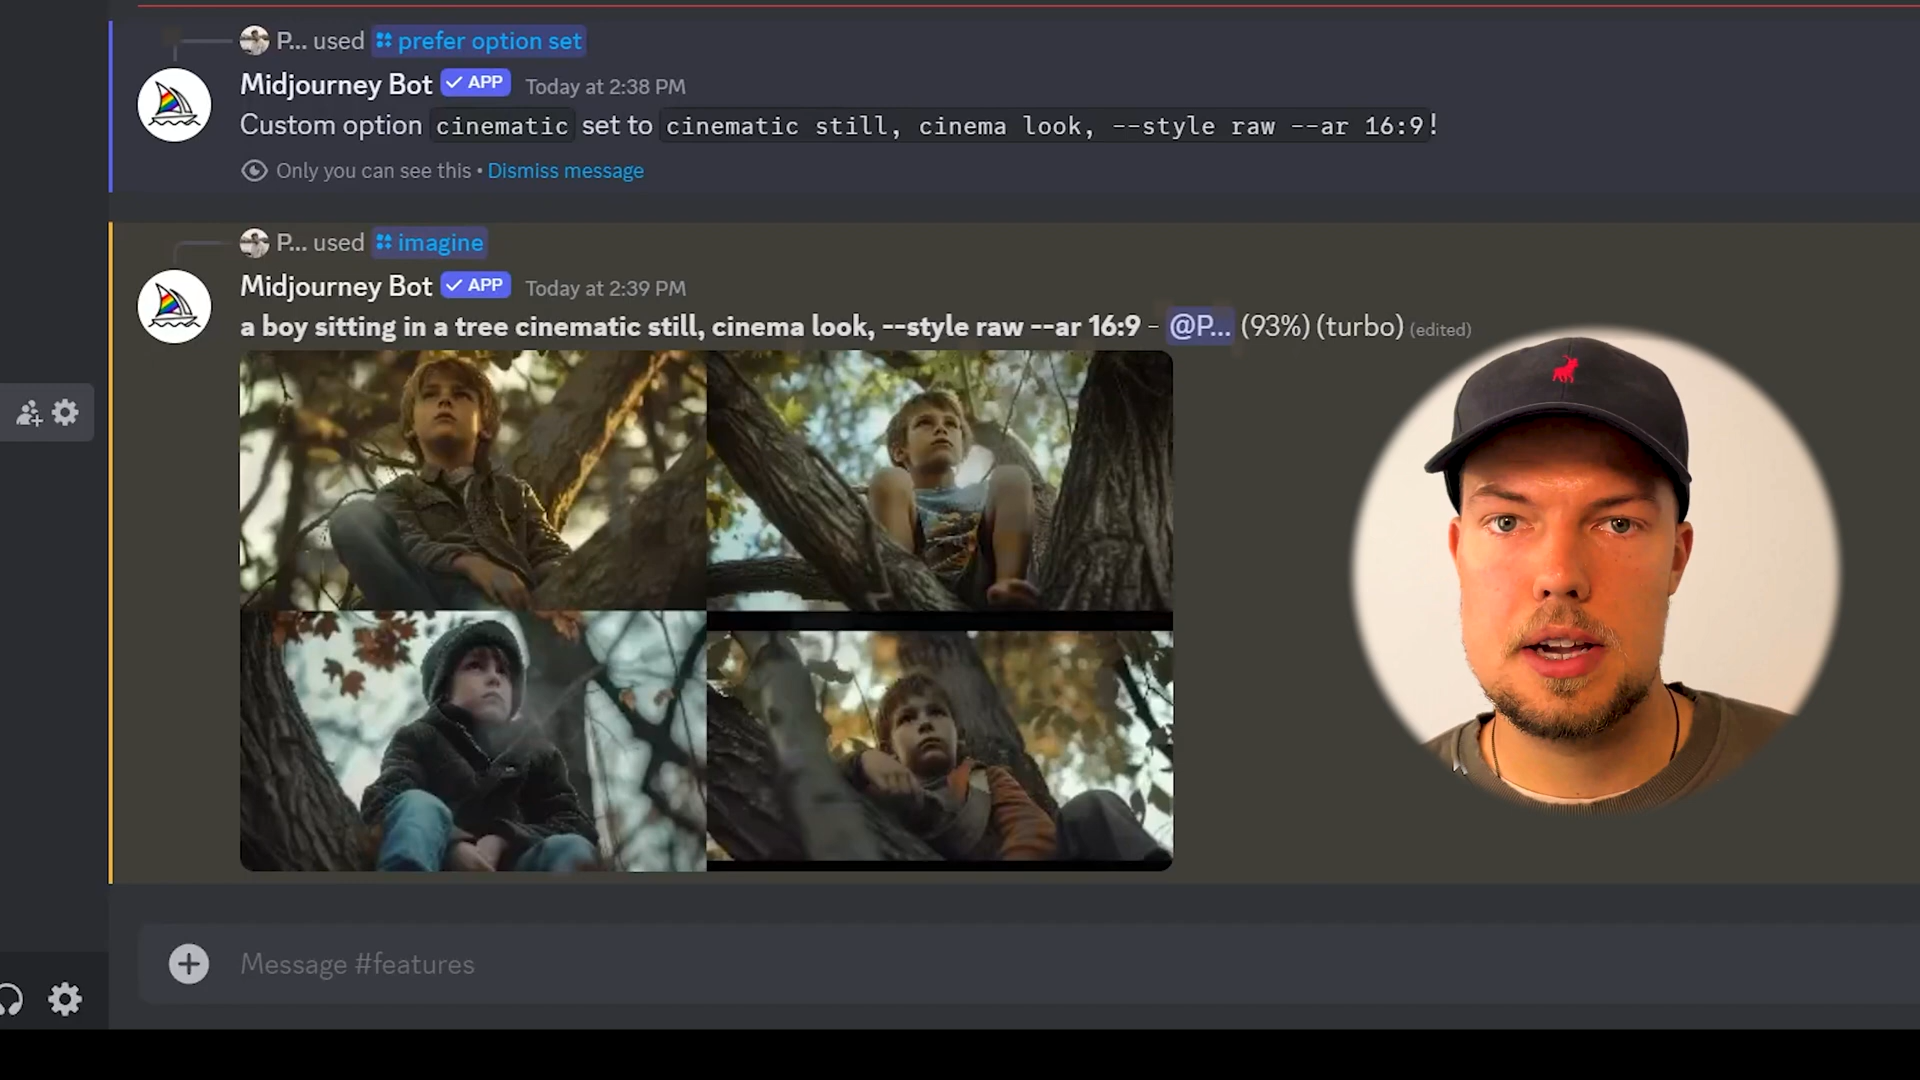 P... used prefer option set
Midjourney Bot APP Today at 2:38 PM
Custom option cinematic set to cinematic still, cinema look, --style raw --ar 16:9!
Only you can see this • Dismiss message
P... used imagine
Midjourney Bot APP Today at 2:39 PM
a boy sitting in a tree cinematic still, cinema look, --style raw --ar 16:9 - @P... (93%) (turbo) (edited)
Message #features